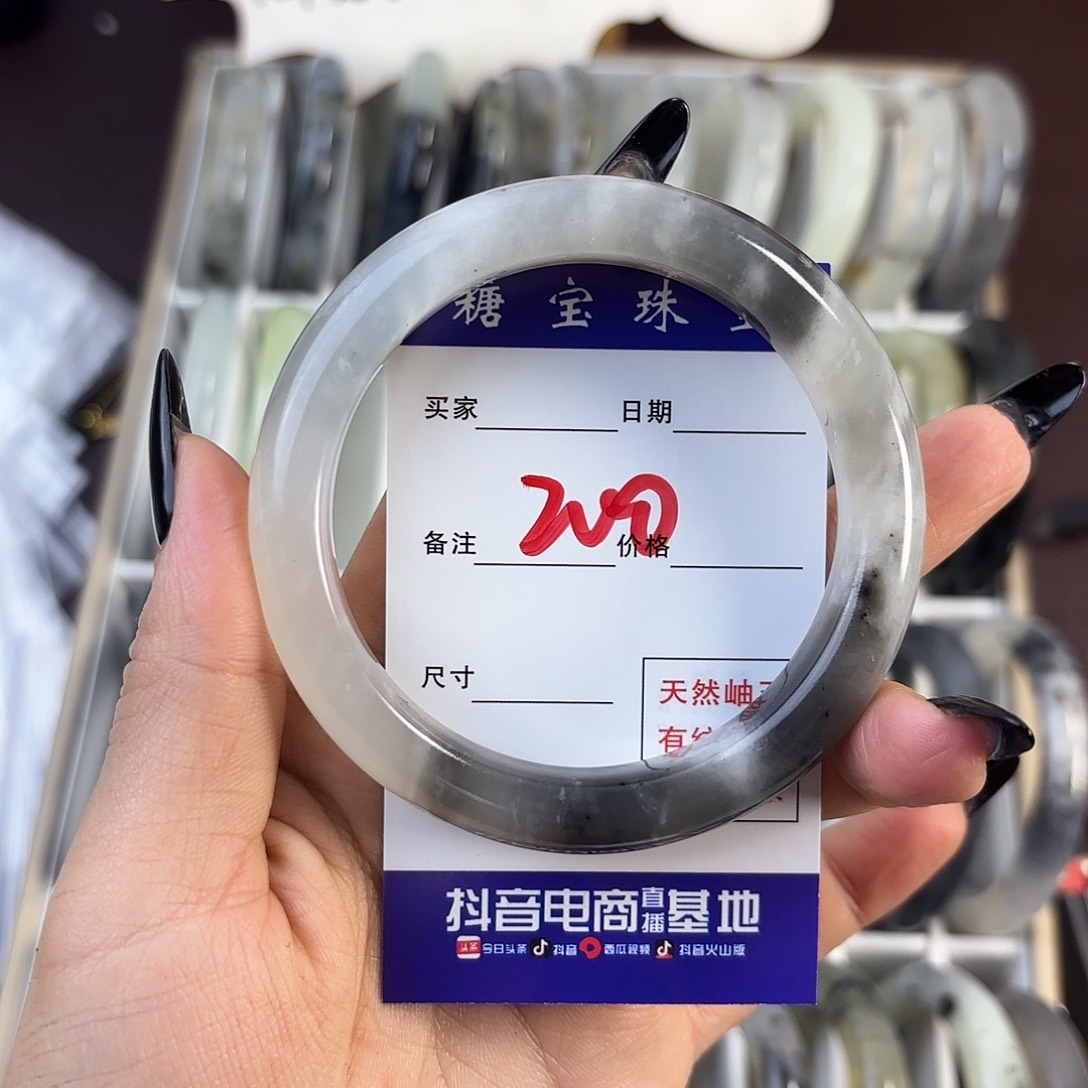 糖宝珠
买家 日期
200
备注 价格
尺寸
天然岫
有
抖音电商直播基地
今日头条 抖音 西瓜视频 抖音火山版